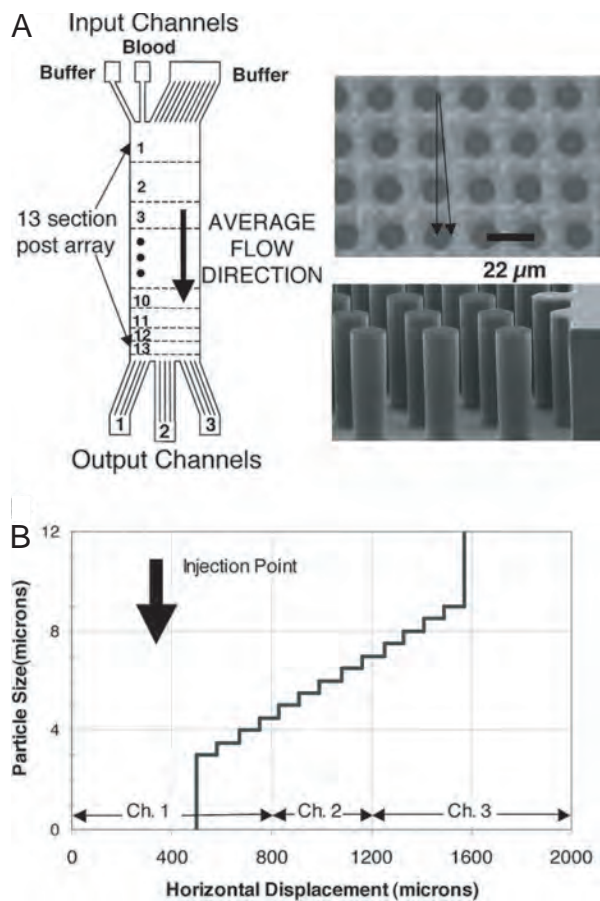 A
Input Channels
Blood
Buffer
Buffer
1
2
3
13 section
post array
AVERAGE
FLOW
DIRECTION
10
11
12
13
1
2
3
Output Channels
22 µm
B
12
8
4
0
Particle Size(microns)
Injection Point
Ch. 1
Ch. 2
Ch. 3
0
400
800
1200
1600
2000
Horizontal Displacement (microns)